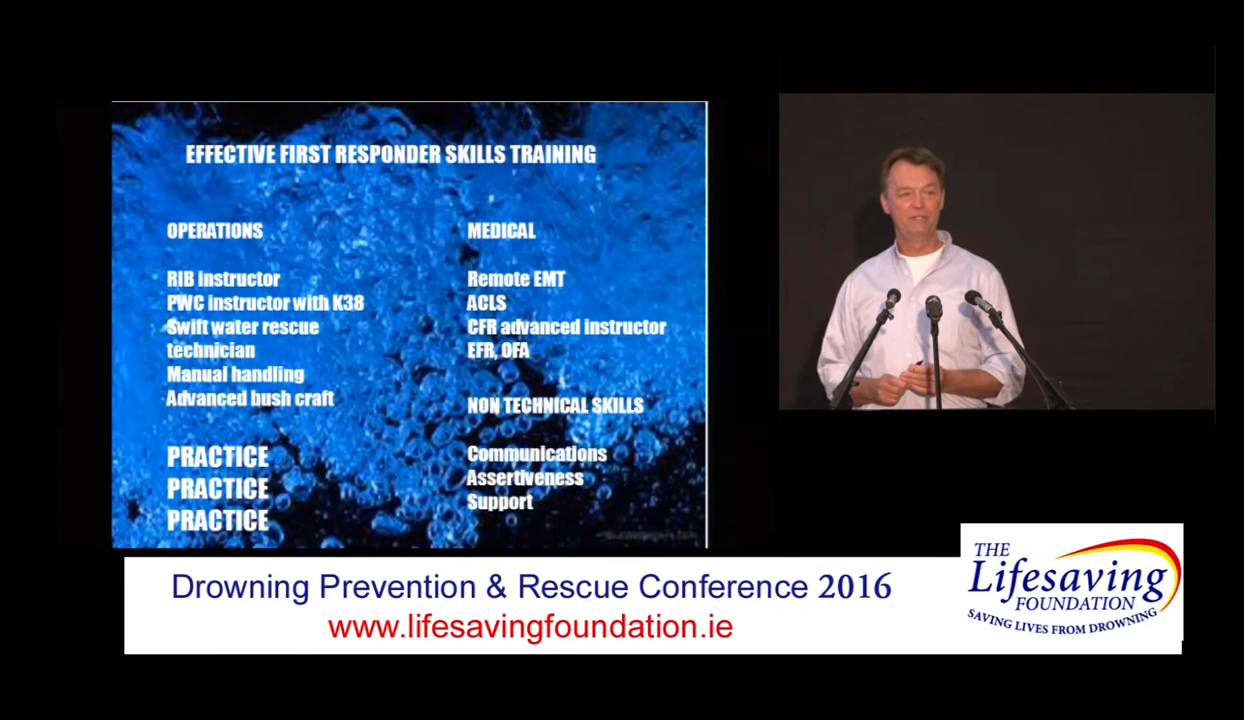 EFFECTIVE FIRST RESPONDER SKILLS TRAINING
OPERATIONS
RIB instructor
PWC instructor with K38
Swift water rescue
technician
Manual handling
Advanced bush craft
PRACTICE
PRACTICE
PRACTICE
MEDICAL
Remote EMT
ACLS
CFR advanced instructor
EFR, OFA
NON TECHNICAL SKILLS
Communications
Assertiveness
Support
Drowning Prevention & Rescue Conference 2016
www.lifesavingfoundation.ie
THE
Lifesaving
FOUNDATION
SAVING LIVES FROM DROWNING